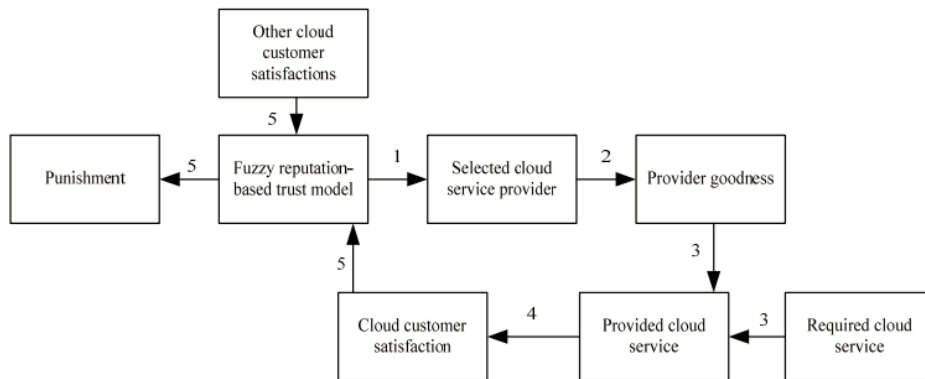 Other cloud
customer
satisfactions
5
Punishment
5
Fuzzy reputation-
based trust model
1
Selected cloud
service provider
2
Provider goodness
3
5
Cloud customer
satisfaction
4
Provided cloud
service
3
Required cloud
service